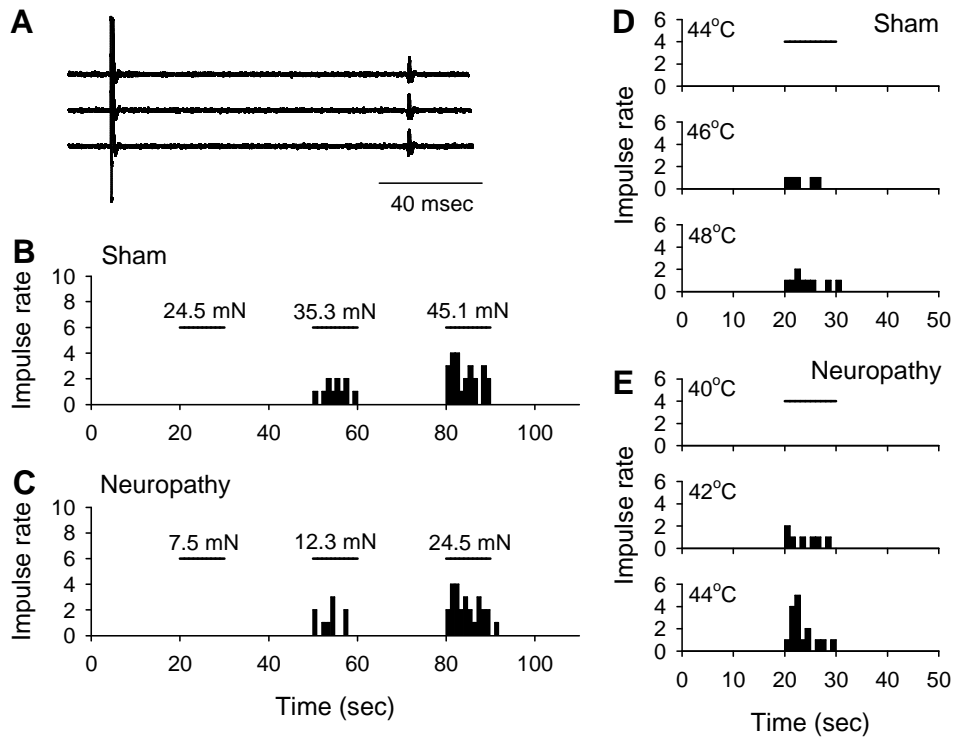 A
40 msec
B
Sham
Impulse rate
10
8
6
4
2
0
24.5 mN
35.3 mN
45.1 mN
0
20
40
60
80
100
C
Neuropathy
Impulse rate
10
8
6
4
2
0
7.5 mN
12.3 mN
24.5 mN
0
20
40
60
80
100
Time (sec)
D
Sham
Impulse rate
6
4
2
0
44°C
6
4
2
0
46°C
6
4
2
0
48°C
0
10
20
30
40
50
E
Neuropathy
Impulse rate
6
4
2
0
40°C
6
4
2
0
42°C
6
4
2
0
44°C
0
10
20
30
40
50
Time (sec)